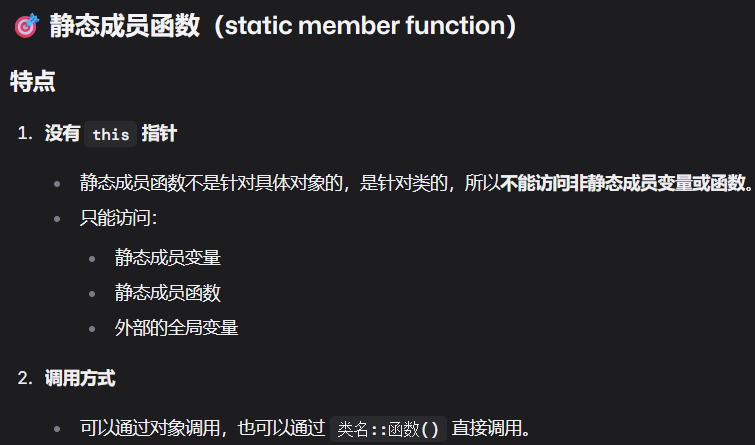 🎯 静态成员函数（static member function）
特点
1. 没有 this 指针
静态成员函数不是针对具体对象的，是针对类的，所以不能访问非静态成员变量或函数。
只能访问：
静态成员变量
静态成员函数
外部的全局变量
2. 调用方式
可以通过对象调用，也可以通过 类名::函数() 直接调用。